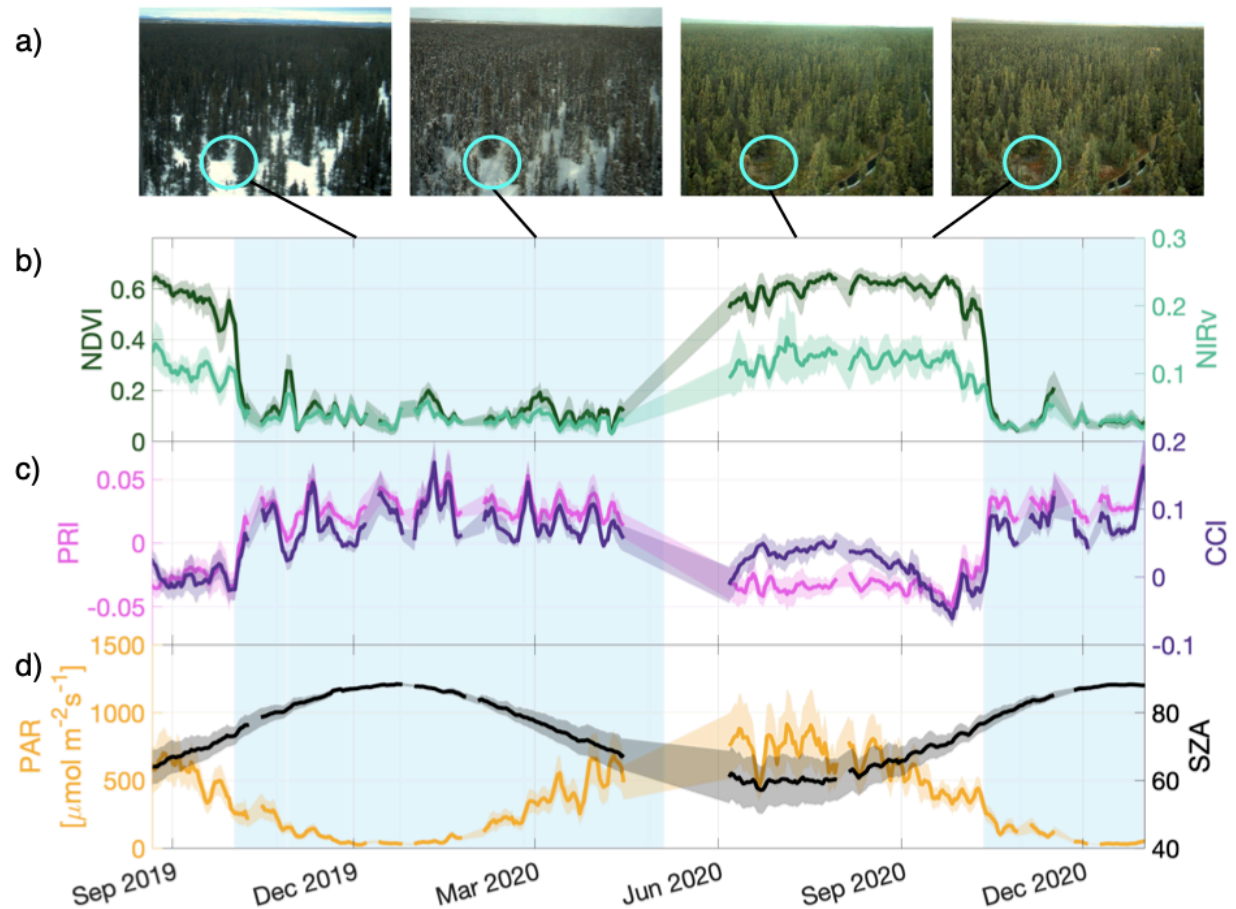 a)
b)
NDVI
0.6
0.4
0.2
0
0.3
0.2
0.1
NIRv
c)
PRI
0.05
0
-0.05
0.2
0.1
0
-0.1
CCI
d)
PAR
[μmol m⁻²s⁻¹]
1500
1000
500
0
80
60
40
SZA
Sep 2019
Dec 2019
Mar 2020
Jun 2020
Sep 2020
Dec 2020